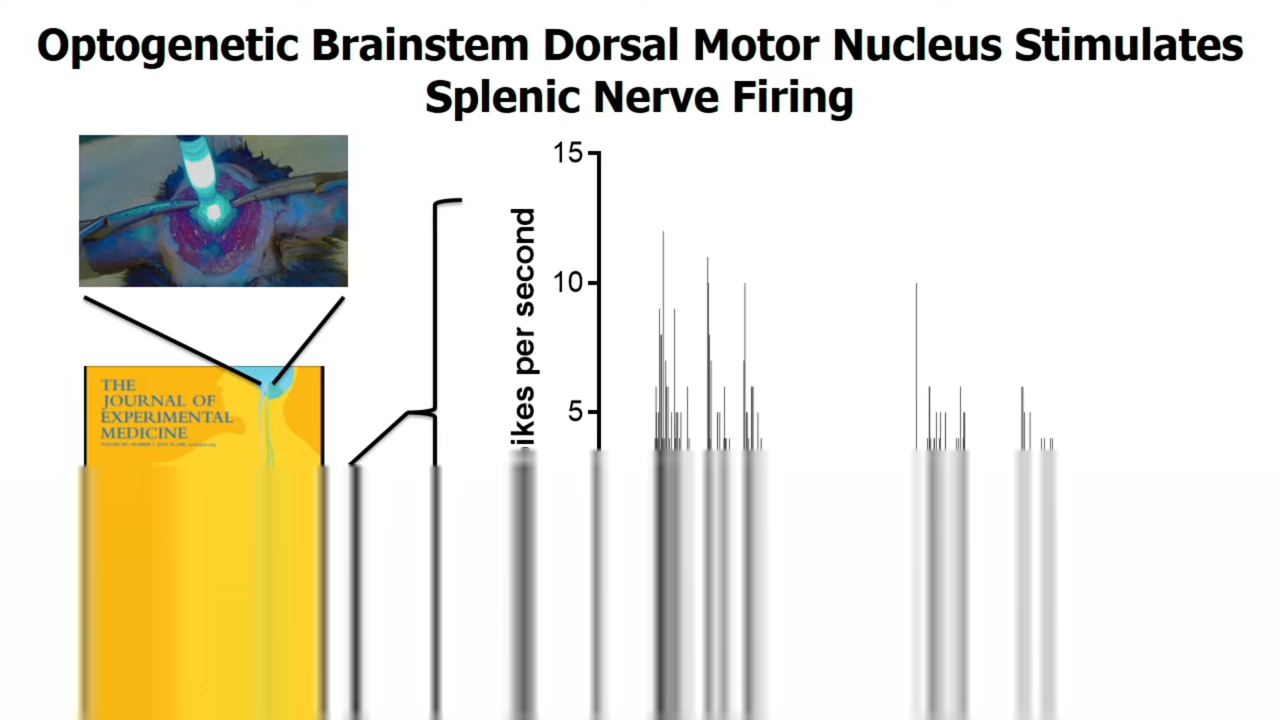 Optogenetic Brainstem Dorsal Motor Nucleus Stimulates
Splenic Nerve Firing
THE
JOURNAL OF
EXPERIMENTAL
MEDICINE
15
10
5
ikes per second